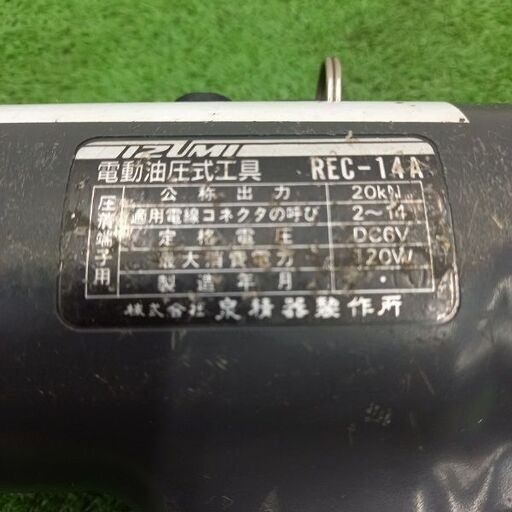 IZUMI
電動油圧式工具 REC-14A
圧着端子用
公称出力 20kN
適用電線コネクタの呼び 2～14
定格電圧 DC6V
最大消費電力 120W
製造年月 ・
株式会社 泉精器製作所